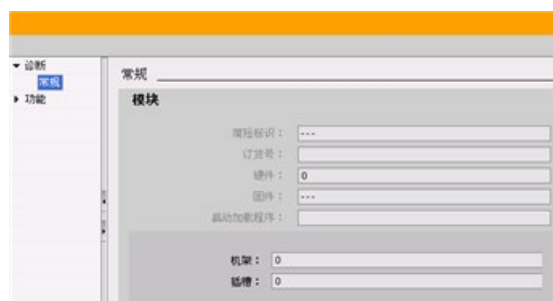 诊断
常规
功能
常规
模块
简短标识： ---
订货号：
硬件： 0
固件： ---
启动加载程序：
机架： 0
插槽： 0